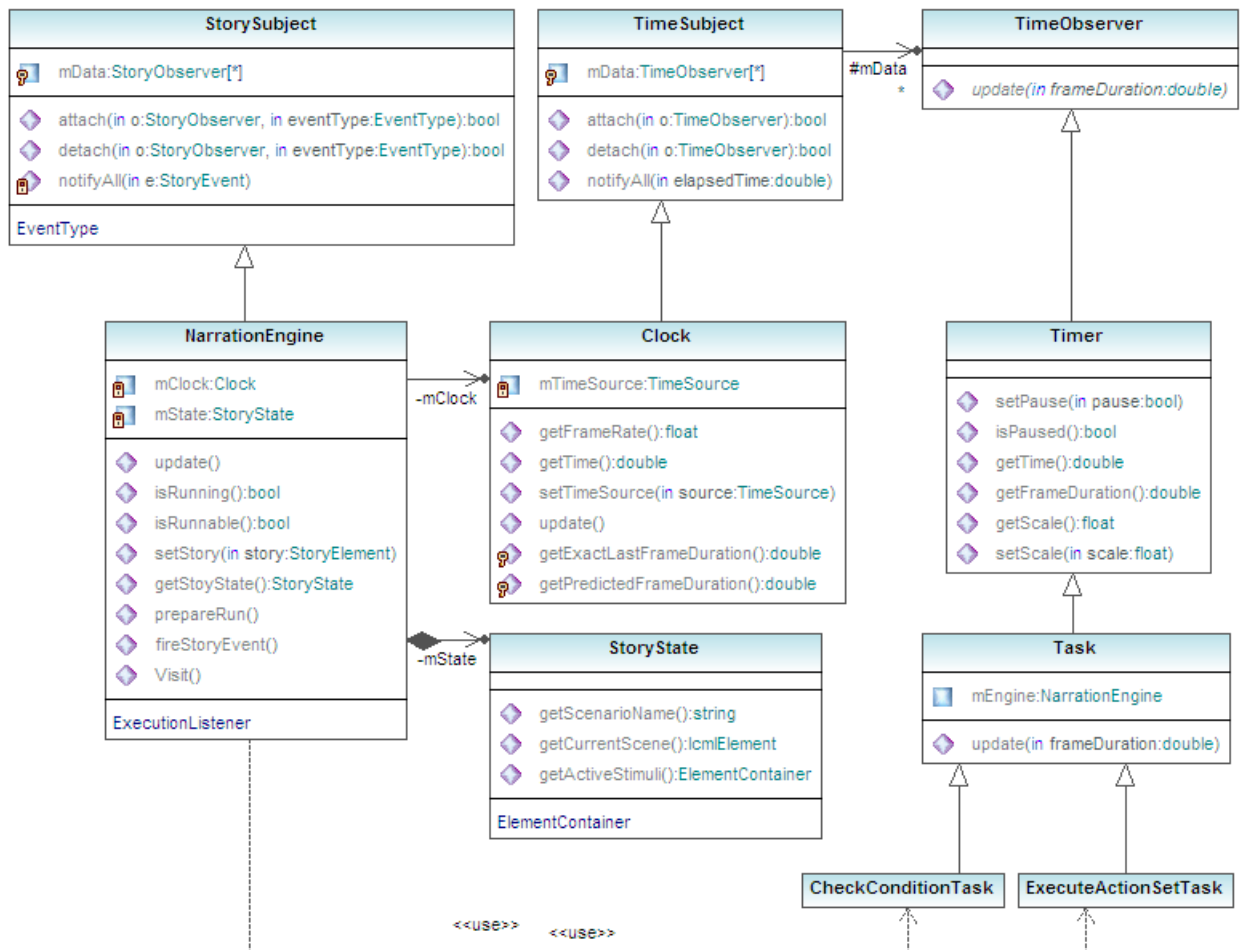 StorySubject
mData:StoryObserver[*]
attach(in o:StoryObserver, in eventType:EventType):bool
detach(in o:StoryObserver, in eventType:EventType):bool
notifyAll(in e:StoryEvent)
EventType
TimeSubject
mData:TimeObserver[*]
attach(in o:TimeObserver):bool
detach(in o:TimeObserver):bool
notifyAll(in elapsedTime:double)
#mData
*
TimeObserver
update(in frameDuration:double)
NarrationEngine
mClock:Clock
mState:StoryState
update()
isRunning():bool
isRunnable():bool
setStory(in story:StoryElement)
getStoyState():StoryState
prepareRun()
fireStoryEvent()
Visit()
ExecutionListener
-mClock
-mState
Clock
mTimeSource:TimeSource
getFrameRate():float
getTime():double
setTimeSource(in source:TimeSource)
update()
getExactLastFrameDuration():double
getPredictedFrameDuration():double
StoryState
getScenarioName():string
getCurrentScene():IcmlElement
getActiveStimuli():ElementContainer
ElementContainer
Timer
setPause(in pause:bool)
isPaused():bool
getTime():double
getFrameDuration():double
getScale():float
setScale(in scale:float)
Task
mEngine:NarrationEngine
update(in frameDuration:double)
CheckConditionTask
ExecuteActionSetTask
<<use>>
<<use>>